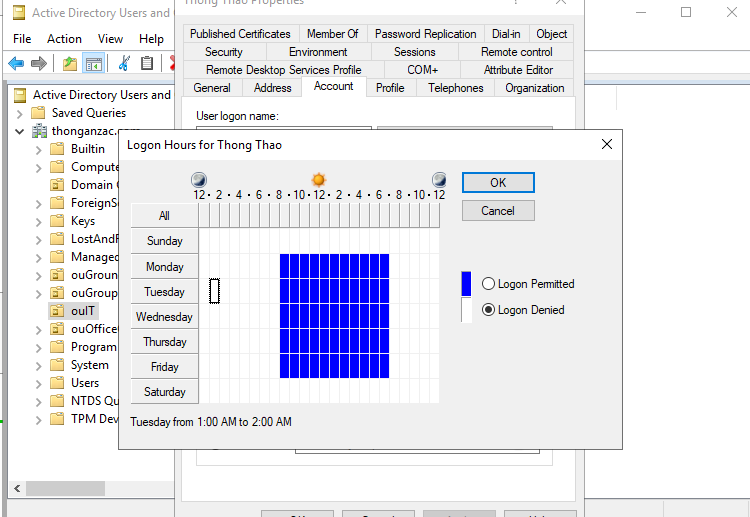 Thong Thao Properties
?
Active Directory Users and
File Action View
Published Certificates Member Of Password Replication Dial-in Object
Security Environment Sessions Remote control
Remote Desktop Services Profile COM+ Attribute Editor
General Address Account Profile Telephones Organization
User logon name:
Active Directory Users and
Saved Queries
thonganzac.
Builtin
Compute
Domain
ForeignS
Keys
LostAndF
Managed
ouGroun
ouGroup
ouIT
ouOffice
Program
System
Users
NTDS Qu
TPM Dev
Logon Hours for Thong Thao
12 · 2 · 4 · 6 · 8 · 10 · 12 · 2 · 4 · 6 · 8 · 10 · 12
All
Sunday
Monday
Tuesday
Wednesday
Thursday
Friday
Saturday
OK
Cancel
Logon Permitted
Logon Denied
Tuesday from 1:00 AM to 2:00 AM